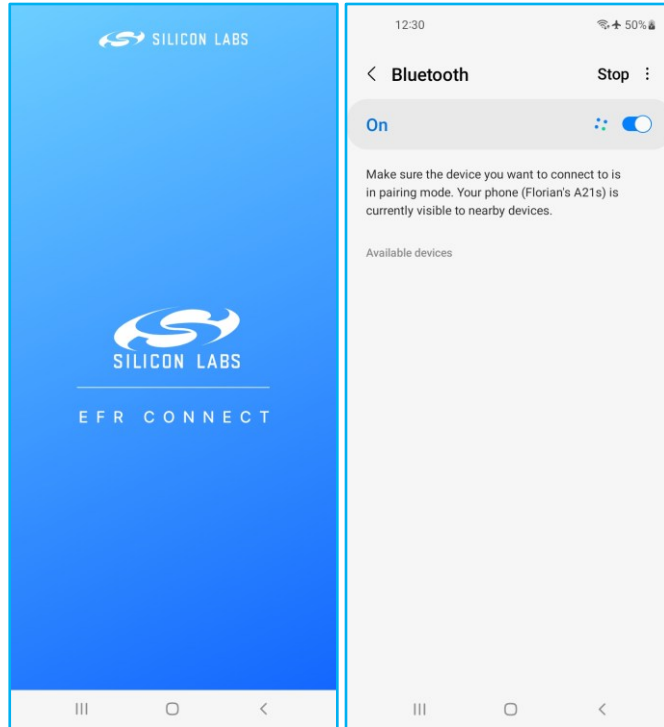 SILICON LABS
SILICON LABS
EFR CONNECT
12:30
50%
Bluetooth
Stop
On
Make sure the device you want to connect to is
in pairing mode. Your phone (Florian's A21s) is
currently visible to nearby devices.
Available devices